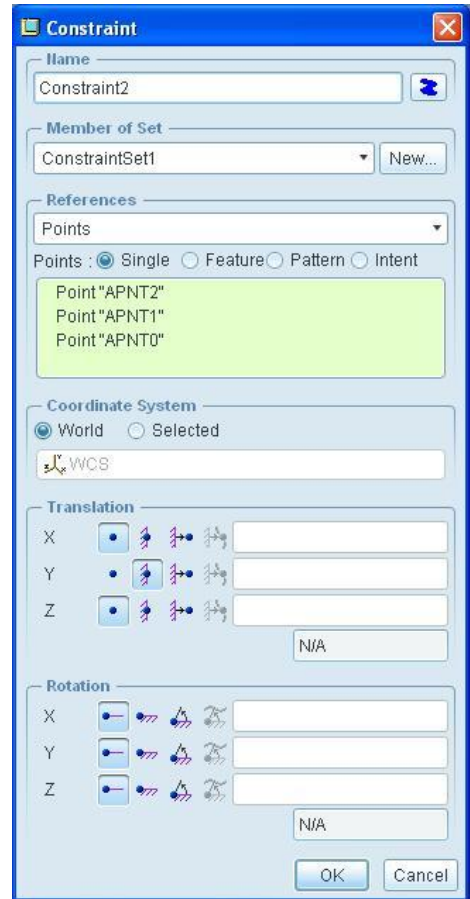 Constraint
Name
Constraint2
Member of Set
ConstraintSet1 New...
References
Points
Points : Single Feature Pattern Intent
Point "APNT2"
Point "APNT1"
Point "APNT0"
Coordinate System
World Selected
WCS
Translation
X
Y
Z
N/A
Rotation
X
Y
Z
N/A
OK Cancel